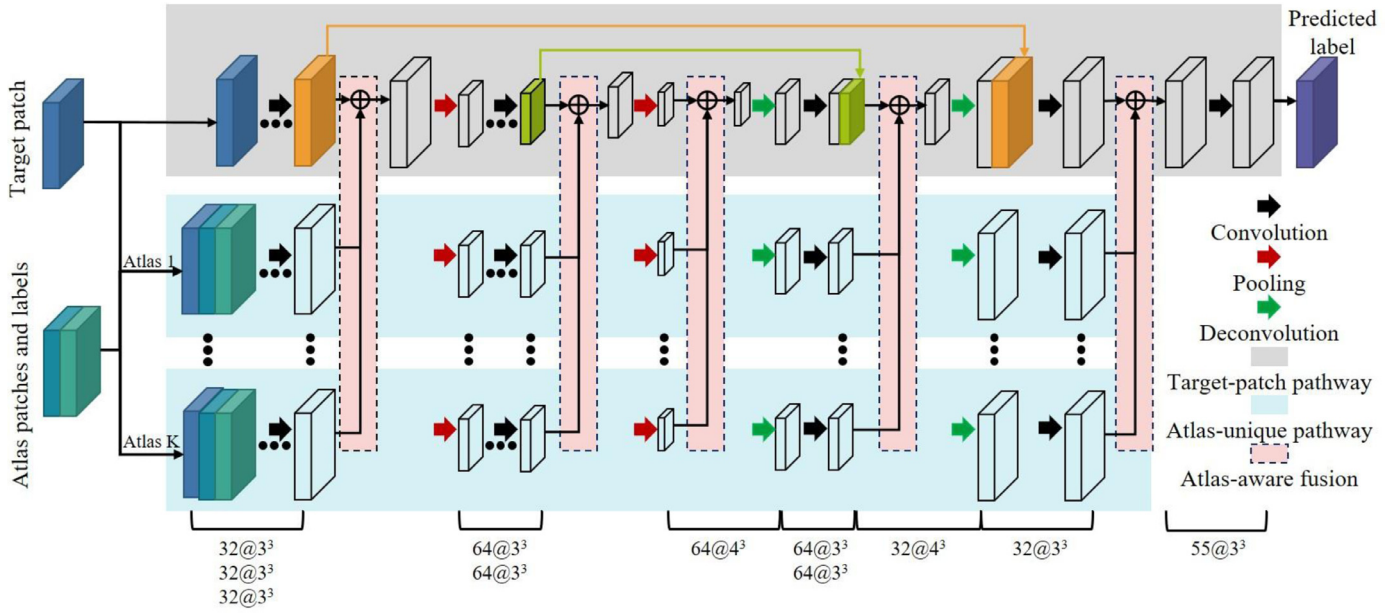 Predicted
label
Target patch
Atlas patches and labels
Atlas 1
Atlas K
Convolution
Pooling
Deconvolution
Target-patch pathway
Atlas-unique pathway
Atlas-aware fusion
32@3³
32@3³
32@3³
64@3³
64@3³
64@4³
64@3³
64@3³
32@4³
32@3³
55@3³